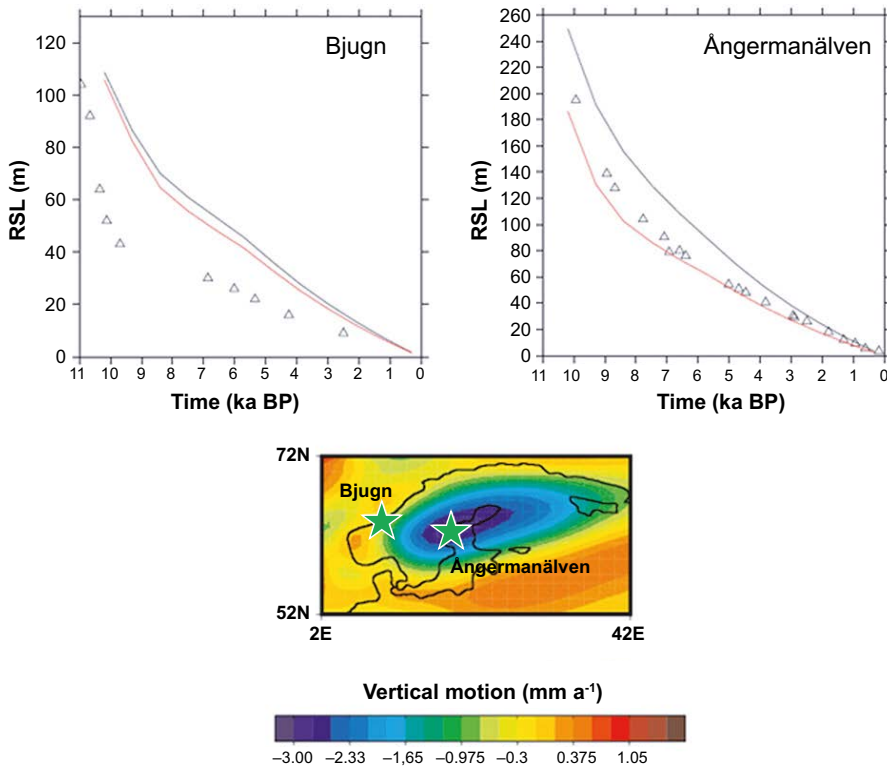 Bjugn
RSL (m)
120
100
80
60
40
20
0
11 10 9 8 7 6 5 4 3 2 1 0
Time (ka BP)
Ångermanälven
RSL (m)
260
240
220
200
180
160
140
120
100
80
60
40
20
0
11 10 9 8 7 6 5 4 3 2 1 0
Time (ka BP)
72N
Bjugn
Ångermanälven
52N
2E 42E
Vertical motion (mm a⁻¹)
–3.00 –2.33 –1,65 –0.975 –0.3 0.375 1.05